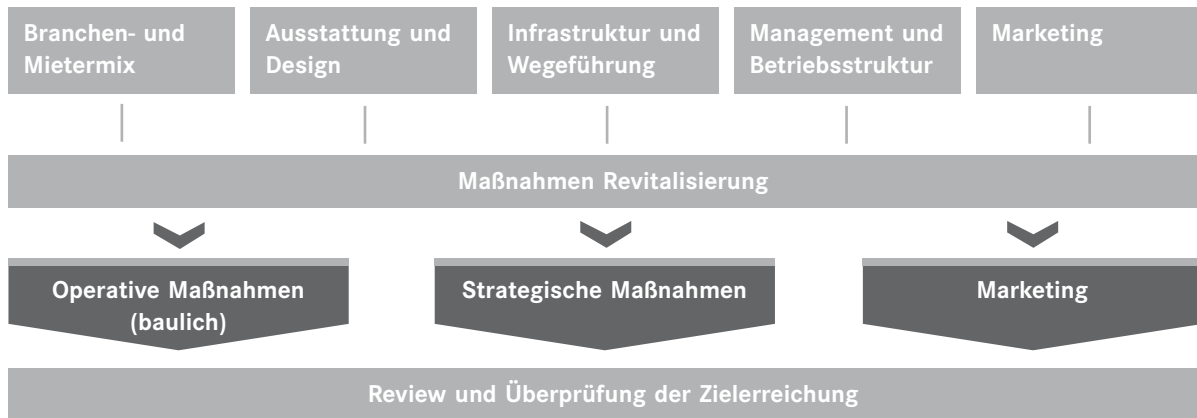 Branchen- und
Mietermix
Ausstattung und
Design
Infrastruktur und
Wegeführung
Management und
Betriebsstruktur
Marketing
Maßnahmen Revitalisierung
Operative Maßnahmen
(baulich)
Strategische Maßnahmen
Marketing
Review und Überprüfung der Zielerreichung